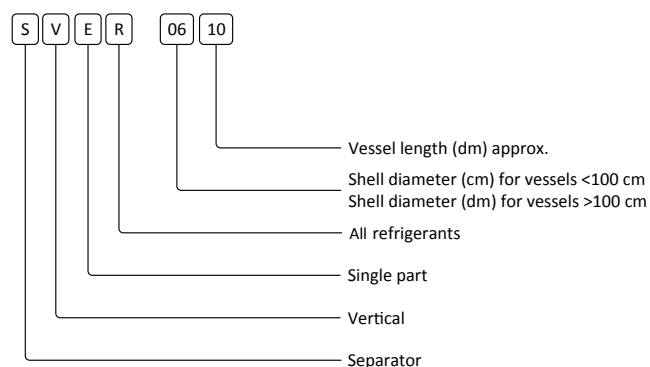 S V E R 06 10
Vessel length (dm) approx.
Shell diameter (cm) for vessels <100 cm
Shell diameter (dm) for vessels >100 cm
All refrigerants
Single part
Vertical
Separator